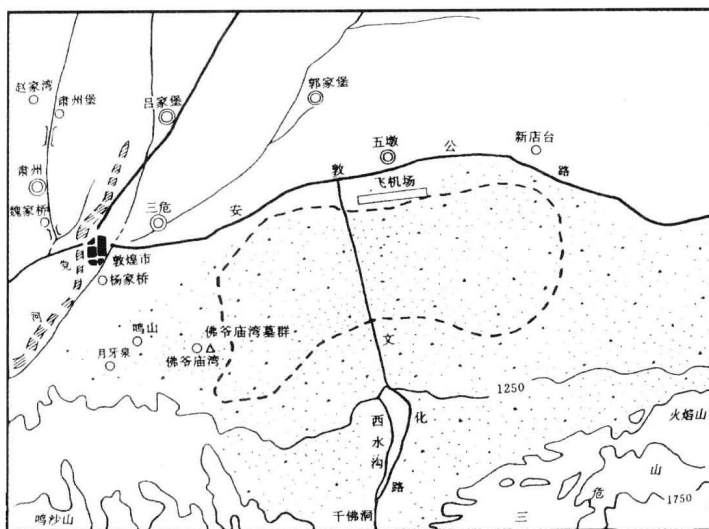 赵家湾
肃州堡
吕家堡
郭家堡
五墩
新店台
安敦公路
飞机场
肃州
魏家桥
三危
敦煌市
党河
杨家桥
鸣山
月牙泉
佛爷庙湾墓群
佛爷庙湾
文化路
1250
西水沟
火焰山
三危山
1750
千佛洞
鸣沙山